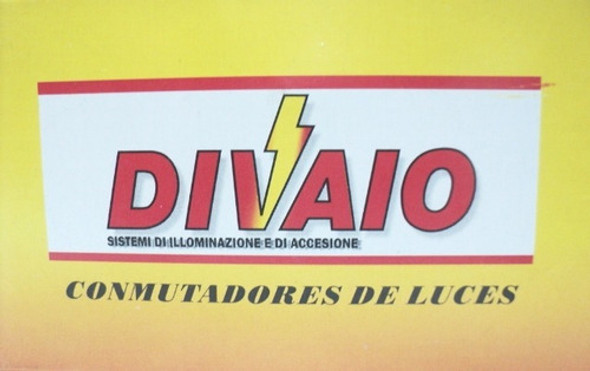 DIVAIO
SISTEMI DI ILLOMINAZIONE E DI ACCESIONE
CONMUTADORES DE LUCES